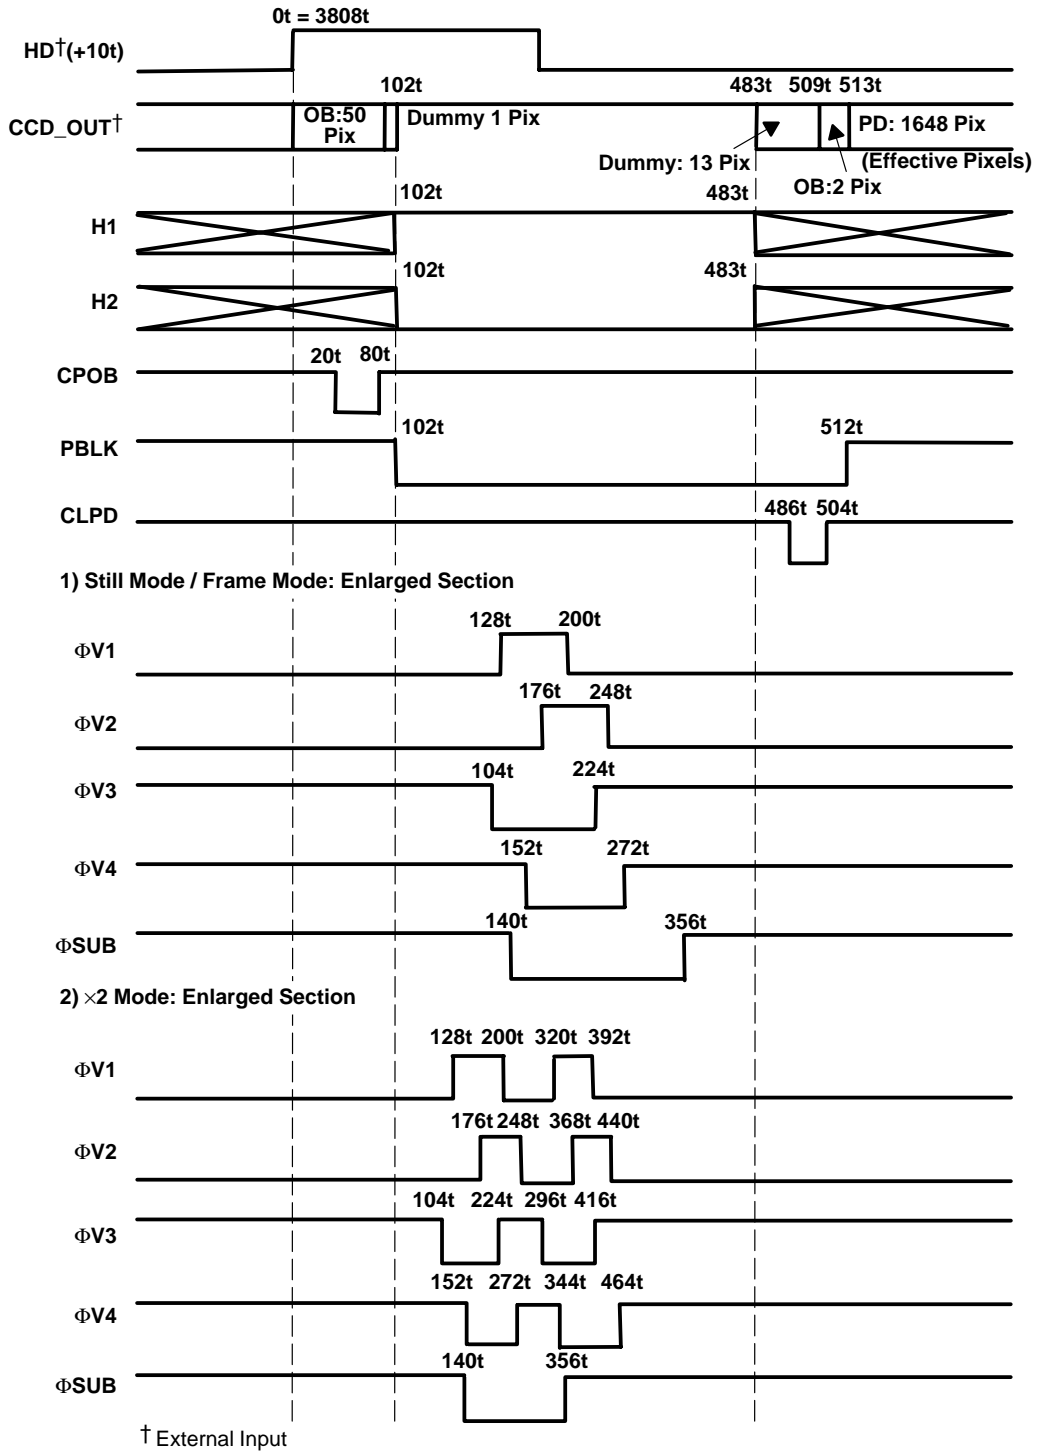 0t = 3808t
HD†(+10t)
102t 483t 509t 513t
CCD_OUT† OB:50 Pix Dummy 1 Pix PD: 1648 Pix
Dummy: 13 Pix (Effective Pixels)
OB:2 Pix
102t 483t
H1
102t 483t
H2
20t 80t
CPOB
102t 512t
PBLK
486t 504t
CLPD
1) Still Mode / Frame Mode: Enlarged Section
128t 200t
ΦV1
176t 248t
ΦV2
104t 224t
ΦV3
152t 272t
ΦV4
140t 356t
ΦSUB
2) ×2 Mode: Enlarged Section
128t 200t 320t 392t
ΦV1
176t 248t 368t 440t
ΦV2
104t 224t 296t 416t
ΦV3
152t 272t 344t 464t
ΦV4
140t 356t
ΦSUB
† External Input